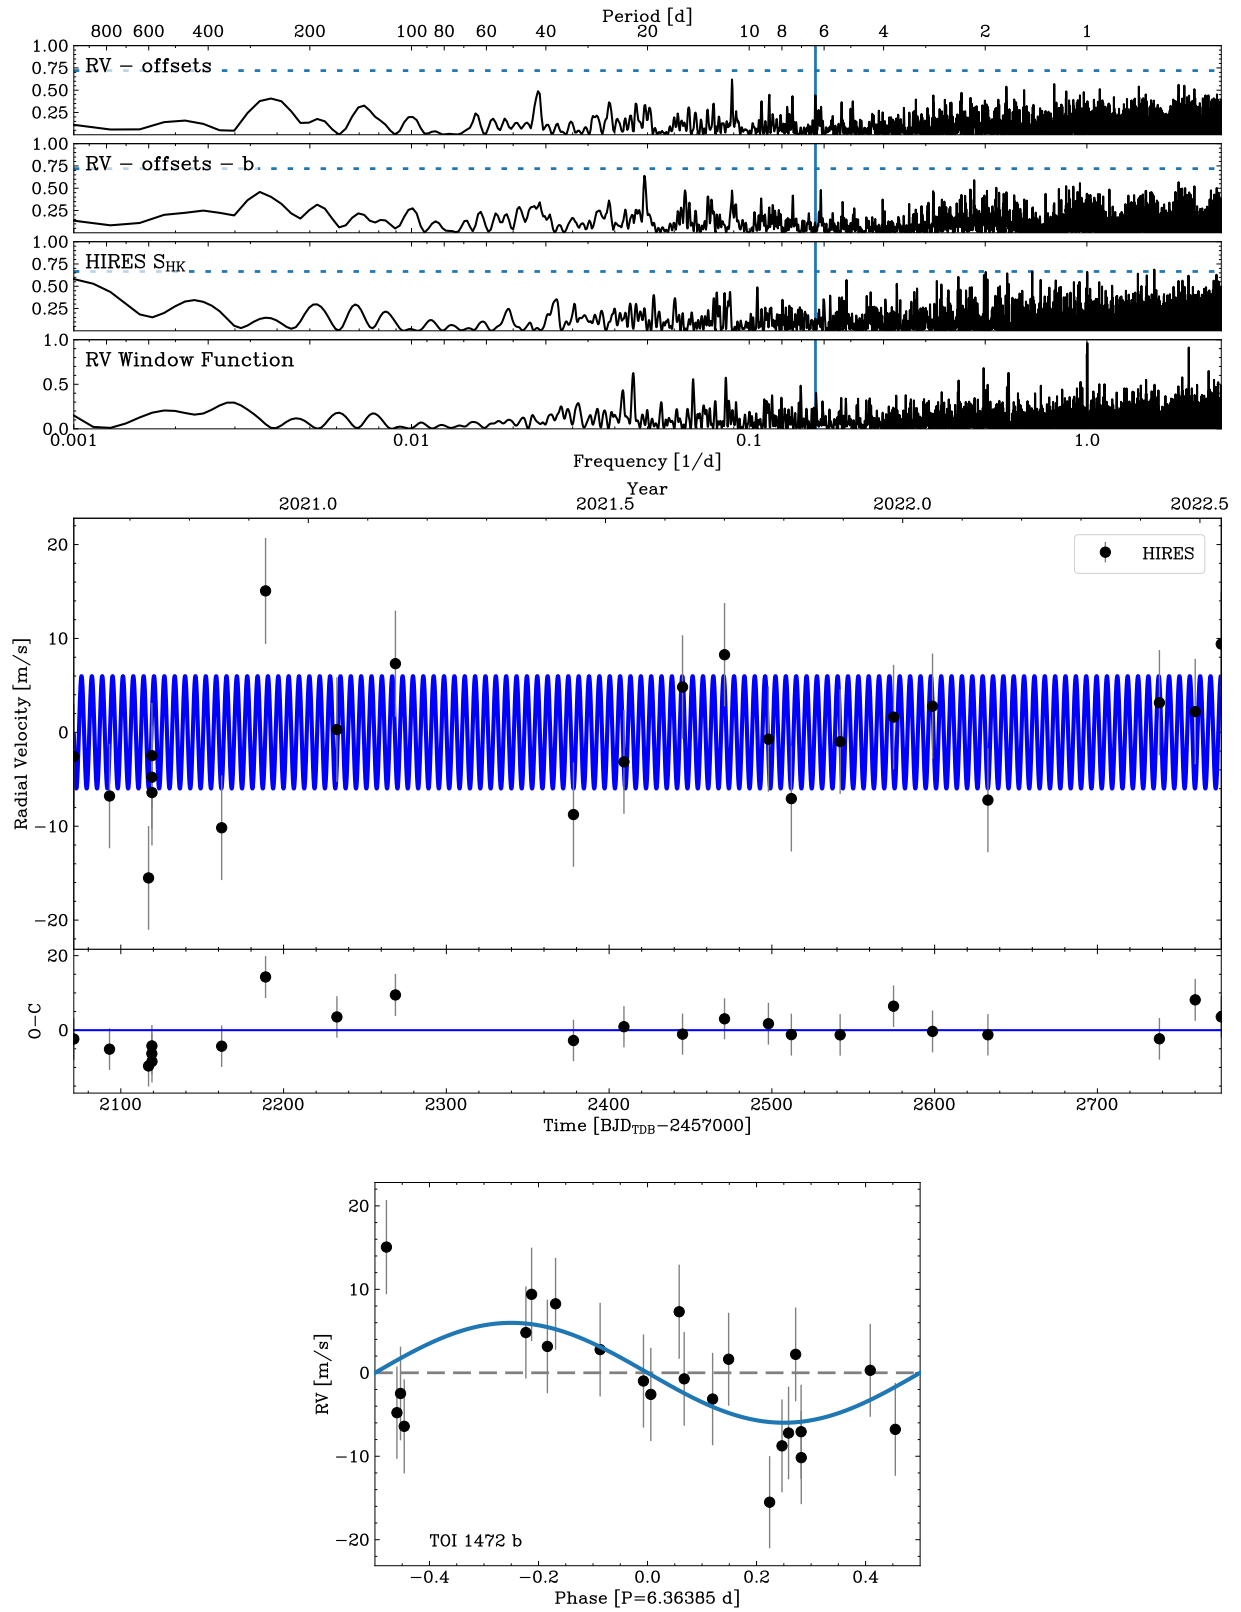 Period [d]
800 600 400 200 100 80 60 40 20 10 8 6 4 2 1
1.00
RV − offsets
0.75
0.50
0.25
1.00
RV − offsets − b
0.75
0.50
0.25
1.00
HIRES S_HK
0.75
0.50
0.25
1.0
RV Window Function
0.5
0.0
0.001 0.01 0.1 1.0
Frequency [1/d]
Year
2021.0 2021.5 2022.0 2022.5
HIRES
Radial Velocity [m/s]
20
10
0
−10
−20
O−C
20
0
2100 2200 2300 2400 2500 2600 2700
Time [BJD_TDB−2457000]
RV [m/s]
20
10
0
−10
−20
TOI 1472 b
−0.4 −0.2 0.0 0.2 0.4
Phase [P=6.36385 d]